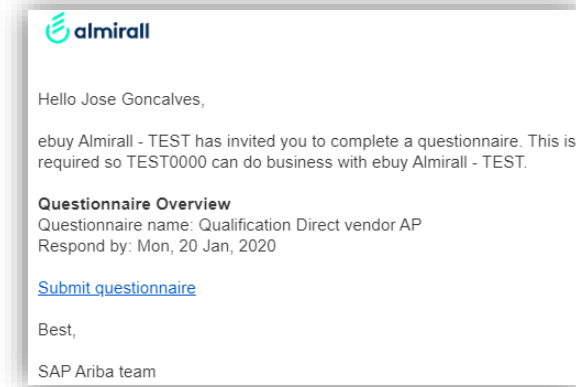 almirall
Hello Jose Goncalves,
ebuy Almirall - TEST has invited you to complete a questionnaire. This is
required so TEST0000 can do business with ebuy Almirall - TEST.
Questionnaire Overview
Questionnaire name: Qualification Direct vendor AP
Respond by: Mon, 20 Jan, 2020
Submit questionnaire
Best,
SAP Ariba team